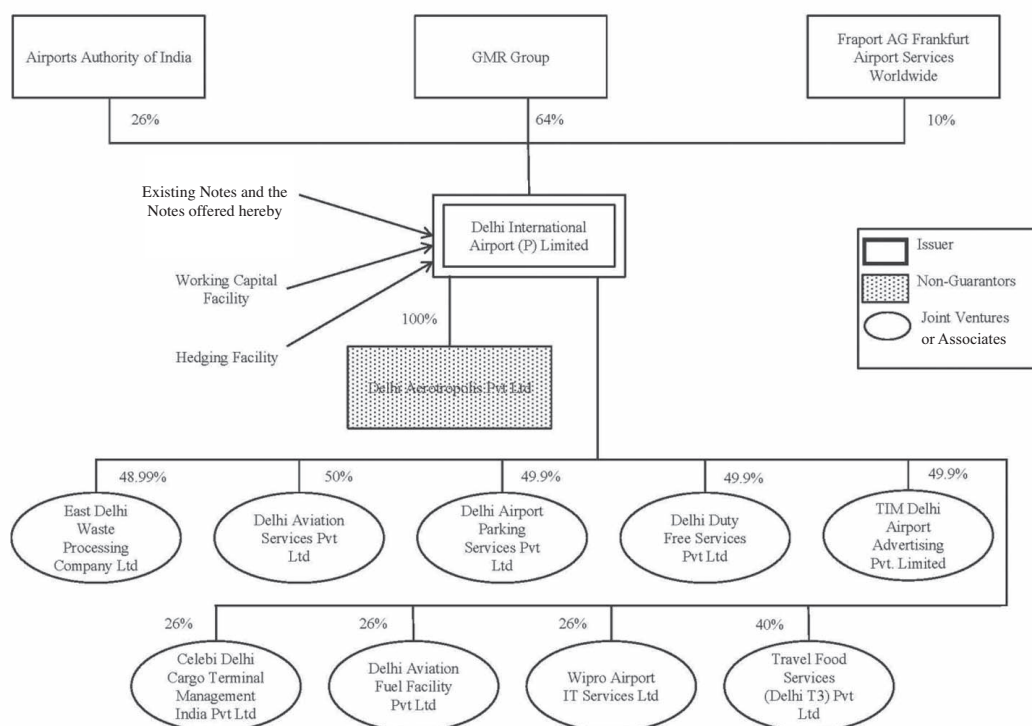 Airports Authority of India
GMR Group
Fraport AG Frankfurt
Airport Services
Worldwide
26%
64%
10%
Existing Notes and the
Notes offered hereby
Delhi International
Airport (P) Limited
Issuer
Non-Guarantors
Joint Ventures
or Associates
Working Capital
Facility
100%
Hedging Facility
Delhi Aerotropolis Pvt Ltd
48.99%
50%
49.9%
49.9%
49.9%
East Delhi
Waste
Processing
Company Ltd
Delhi Aviation
Services Pvt
Ltd
Delhi Airport
Parking
Services Pvt
Ltd
Delhi Duty
Free Services
Pvt Ltd
TIM Delhi
Airport
Advertising
Pvt. Limited
26%
26%
26%
40%
Celebi Delhi
Cargo Terminal
Management
India Pvt Ltd
Delhi Aviation
Fuel Facility
Pvt Ltd
Wipro Airport
IT Services Ltd
Travel Food
Services
(Delhi T3) Pvt
Ltd